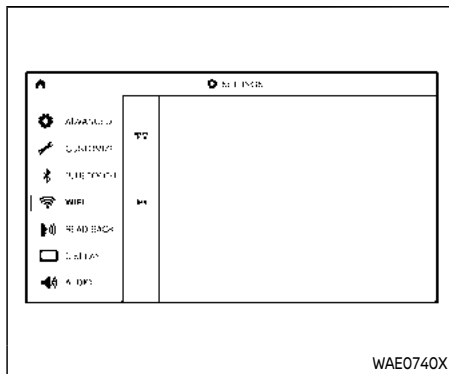 SETTINGS
ADVANCED
CUSTOMIZE
BLUETOOTH
WIFI
READ BACK
DISPLAY
AUDIO
WAE0740X